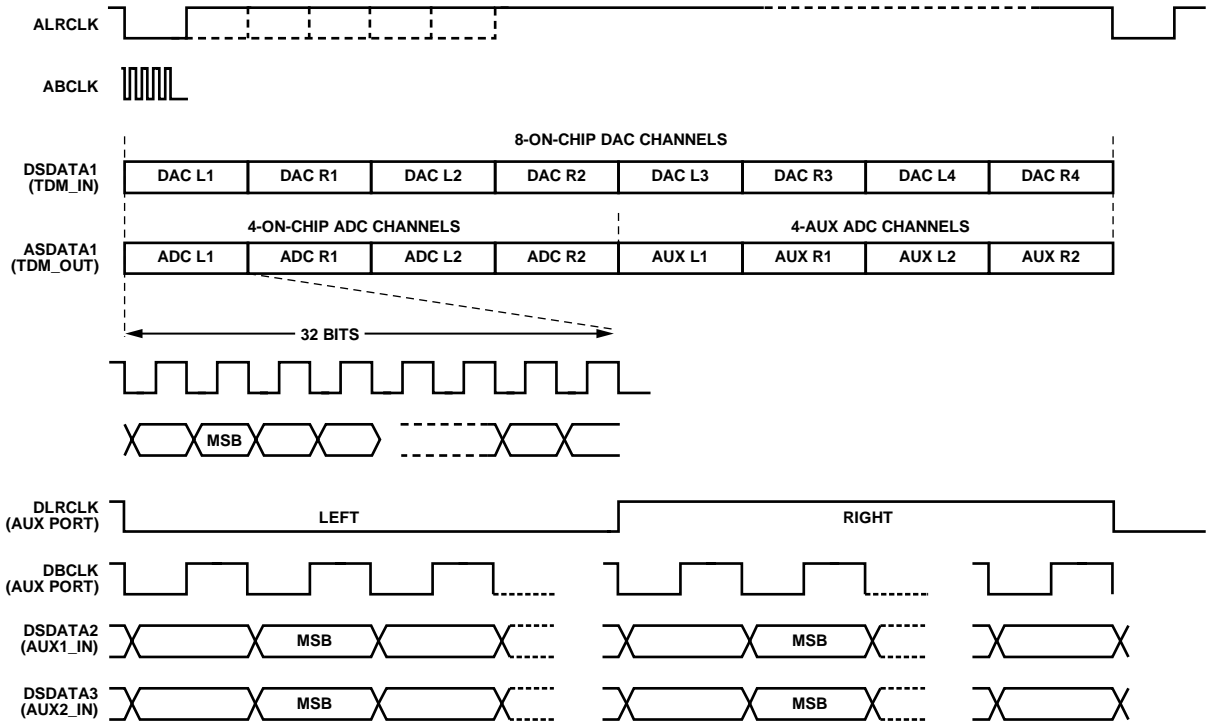 ALRCLK
ABCLK
8-ON-CHIP DAC CHANNELS
DSDATA1
(TDM_IN)
DAC L1 DAC R1 DAC L2 DAC R2 DAC L3 DAC R3 DAC L4 DAC R4
4-ON-CHIP ADC CHANNELS 4-AUX ADC CHANNELS
ASDATA1
(TDM_OUT)
ADC L1 ADC R1 ADC L2 ADC R2 AUX L1 AUX R1 AUX L2 AUX R2
32 BITS
MSB
DLRCLK
(AUX PORT)
LEFT RIGHT
DBCLK
(AUX PORT)
DSDATA2
(AUX1_IN)
MSB MSB
DSDATA3
(AUX2_IN)
MSB MSB